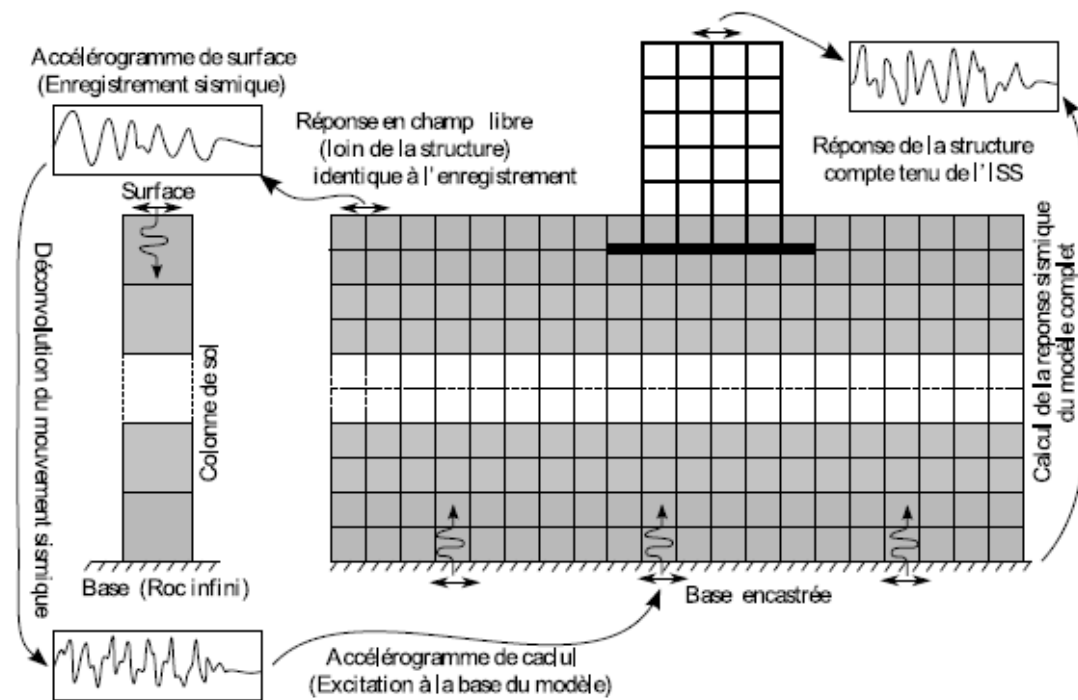 Accélérogramme de surface
(Enregistrement sismique)
Réponse en champ libre
(loin de la structure)
identique à l'enregistrement
Réponse de la structure
compte tenu de l'ISS
Surface
Déconvolution du mouvement sismique
Colonne de sol
Calcul de la réponse sismique
du modèle complet
Base (Roc infini)
Base encastrée
Accélérogramme de caclul
(Excitation à la base du modèle)